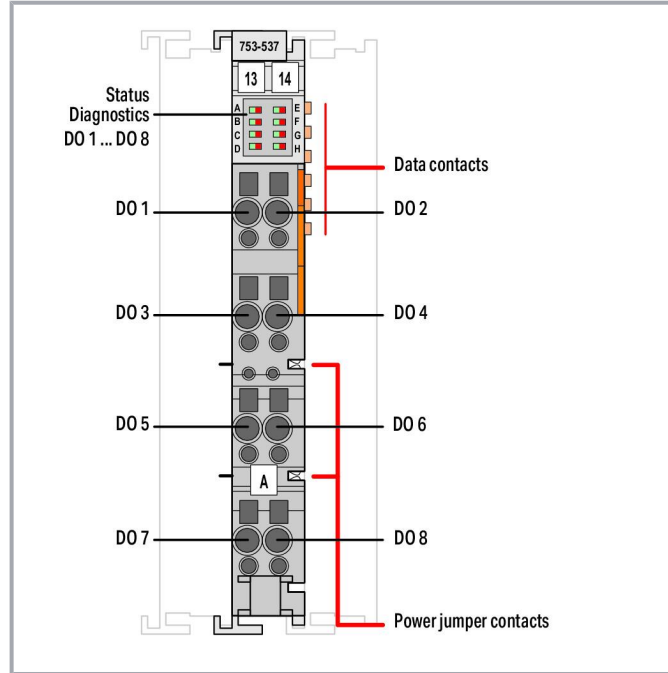 753-537
13 14
Status
Diagnostics
DO 1 ... DO 8
A E
B F
C G
D H
Data contacts
DO 1 DO 2
DO 3 DO 4
DO 5 DO 6
A
DO 7 DO 8
Power jumper contacts